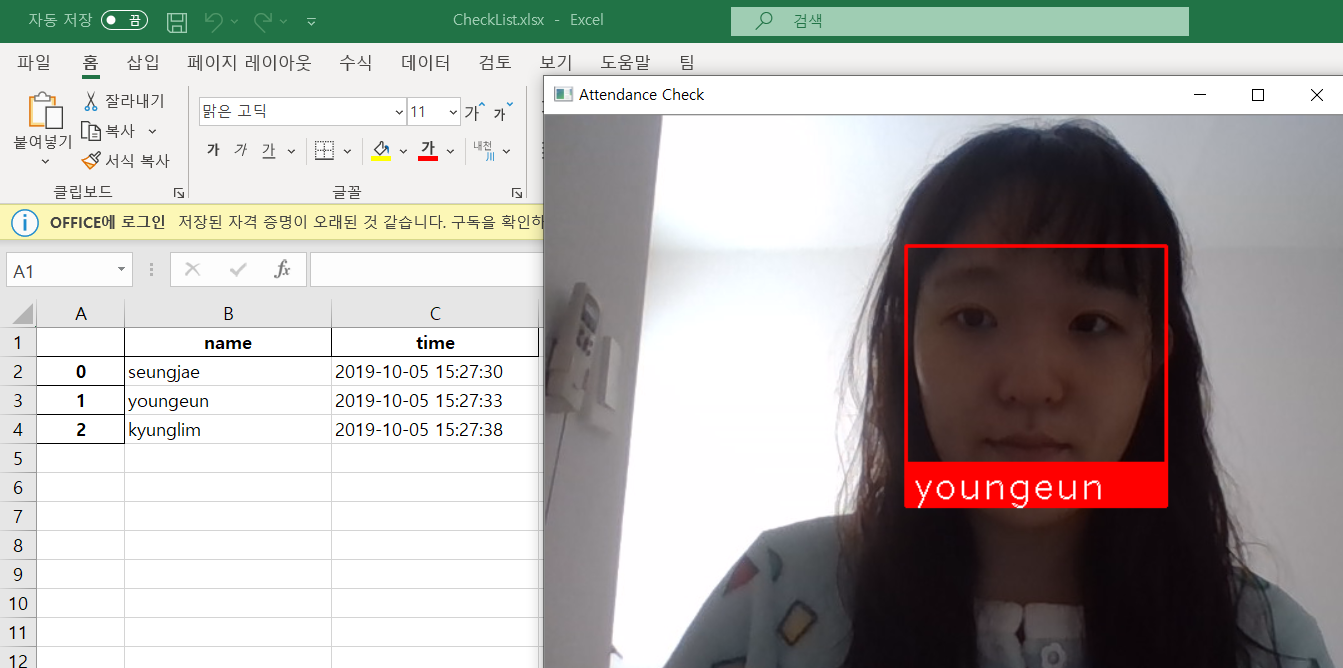 자동 저장 끔 CheckList.xlsx - Excel 검색
파일 홈 삽입 페이지 레이아웃 수식 데이터 검토 보기 도움말 팀
Attendance Check
붙여넣기
잘라내기
복사
서식 복사
클립보드
맑은 고딕 11 가 가
가 가 가 가 내천
글꼴
OFFICE에 로그인 저장된 자격 증명이 오래된 것 같습니다. 구독을 확인하
A1 fx
A B C
1 name time
2 0 seungjae 2019-10-05 15:27:30
3 1 youngeun 2019-10-05 15:27:33
4 2 kyunglim 2019-10-05 15:27:38
5
6
7
8
9
10
11
12
youngeun